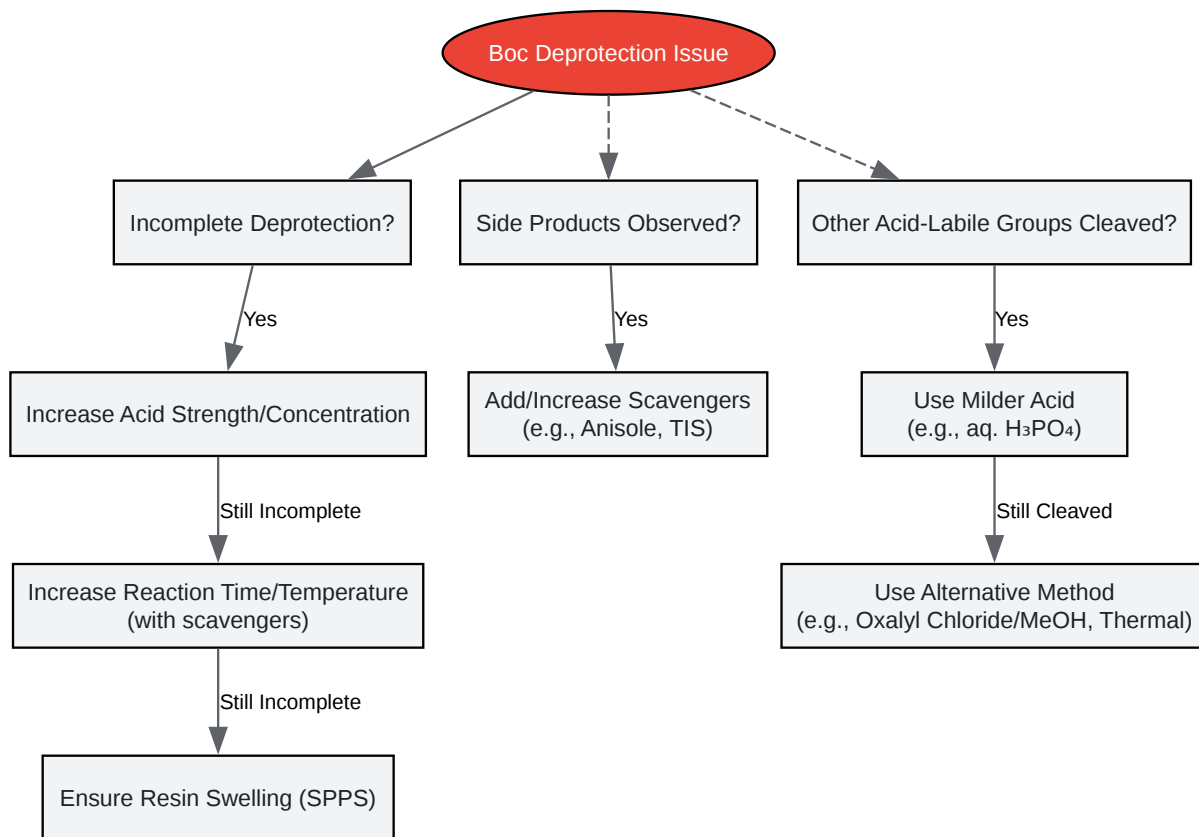 Boc Deprotection Issue
Incomplete Deprotection?
Side Products Observed?
Other Acid-Labile Groups Cleaved?
Yes
Yes
Yes
Increase Acid Strength/Concentration
Add/Increase Scavengers
(e.g., Anisole, TIS)
Use Milder Acid
(e.g., aq. H₃PO₄)
Still Incomplete
Still Cleaved
Increase Reaction Time/Temperature
(with scavengers)
Use Alternative Method
(e.g., Oxalyl Chloride/MeOH, Thermal)
Still Incomplete
Ensure Resin Swelling (SPPS)